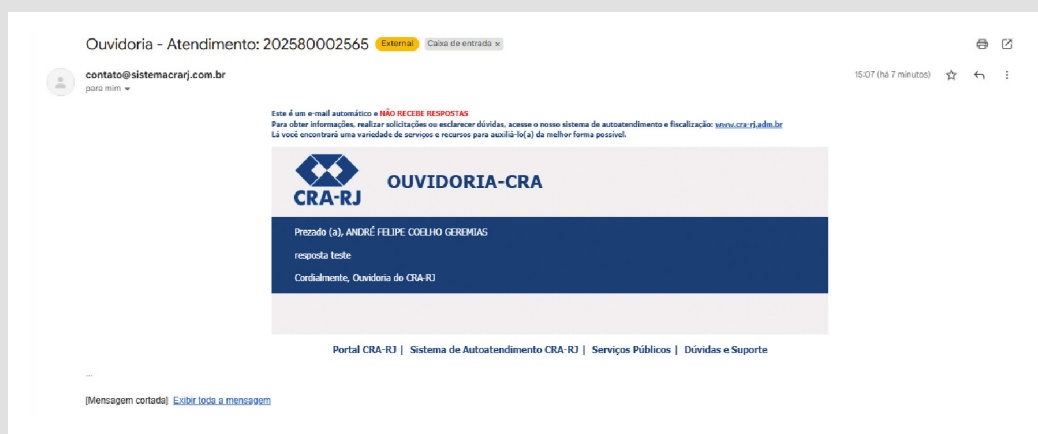 Ouvidoria - Atendimento: 202580002565 External Caixa de entrada x
contato@sistemacrarj.com.br 15:07 (há 7 minutos)
para mim
Este é um e-mail automático e NÃO RECEBE RESPOSTAS
Para obter informações, realizar solicitações ou esclarecer dúvidas, acesse o nosso sistema de autoatendimento e fiscalização: www.cra-rj.adm.br
Lá você encontrará uma variedade de serviços e recursos para auxiliá-lo(a) da melhor forma possível.
CRA-RJ
OUVIDORIA-CRA
Prezado (a), ANDRÉ FELIPE COELHO GEREMIAS
resposta teste
Cordialmente, Ouvidoria do CRA-RJ
Portal CRA-RJ | Sistema de Autoatendimento CRA-RJ | Serviços Públicos | Dúvidas e Suporte
...
[Mensagem cortada] Exibir toda a mensagem